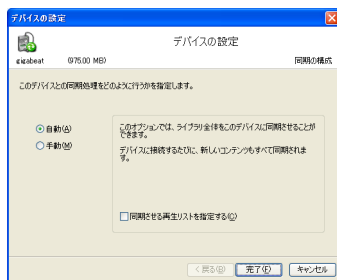 デバイスの設定
デバイスの設定
gigabeat (975.00 MB) 同期の構成
このデバイスとの同期処理をどのように行うかを指定します。
自動(A)
手動(M)
このオプションでは、ライブラリ全体をこのデバイスに同期させることが
できます。
デバイスに接続するたびに、新しいコンテンツもすべて同期されま
す。
同期させる再生リストを指定する(C)
< 戻る(B) 完了(F) キャンセル